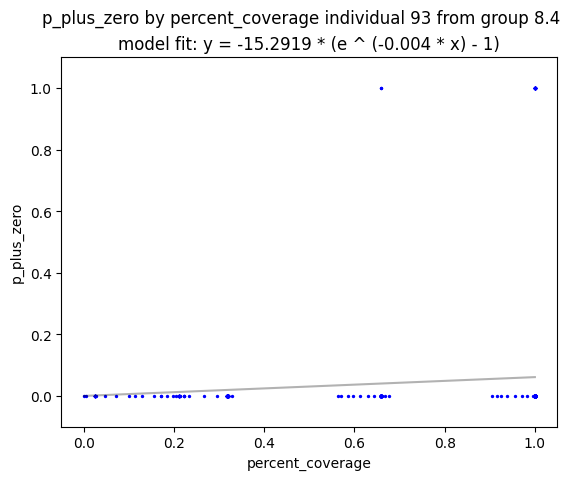 p_plus_zero by percent_coverage individual 93 from group 8.4
model fit: y = -15.2919 * (e ^ (-0.004 * x) - 1)
1.0
0.8
0.6
0.4
0.2
0.0
p_plus_zero
0.0 0.2 0.4 0.6 0.8 1.0
percent_coverage